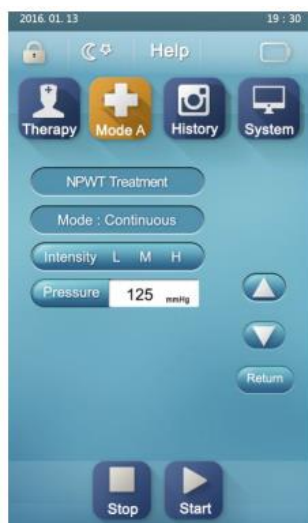 2016. 01. 13 19 : 30
Help
Therapy Mode A History System
NPWT Treatment
Mode : Continuous
Intensity L M H
Pressure 125 mmHg
Return
Stop Start